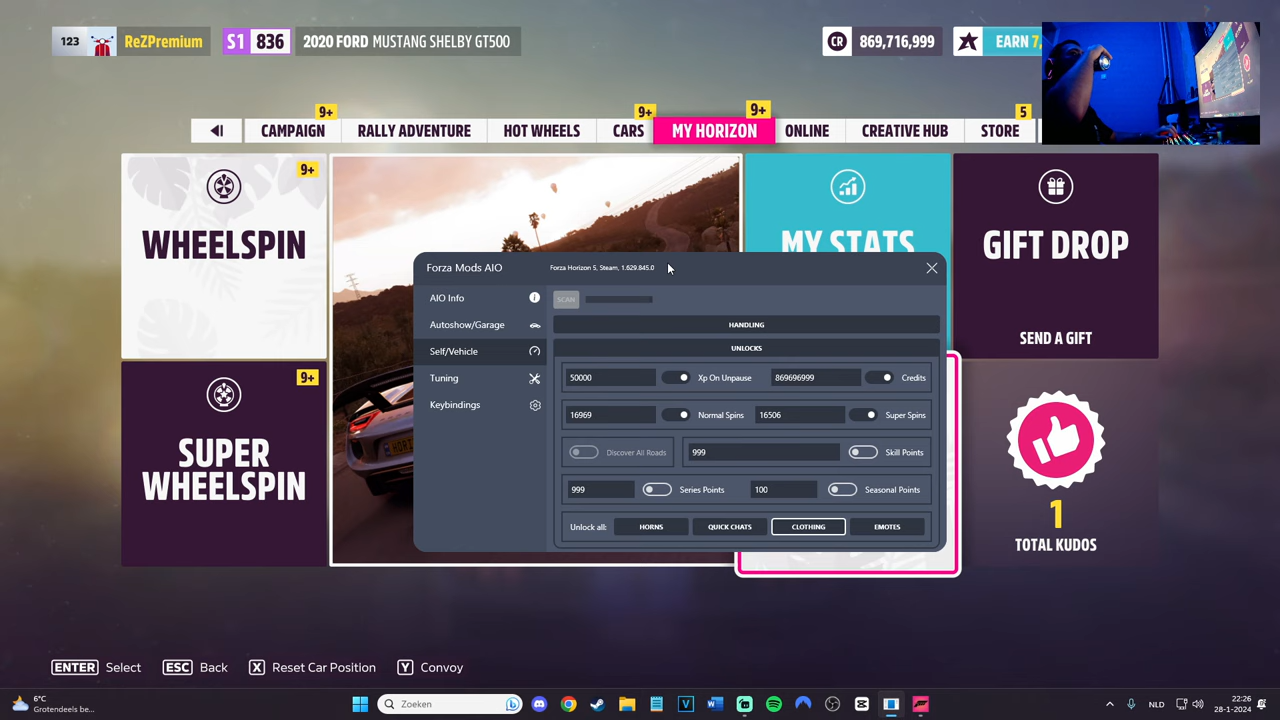 123
ReZPremium
S1 836
2020 FORD MUSTANG SHELBY GT500
CR 869,716,999
EARN 7,
9+
9+
9+
5
CAMPAIGN
RALLY ADVENTURE
HOT WHEELS
CARS
MY HORIZON
ONLINE
CREATIVE HUB
STORE
9+
WHEELSPIN
MY STATS
GIFT DROP
SEND A GIFT
9+
SUPER
WHEELSPIN
1
TOTAL KUDOS
Forza Mods AIO
Forza Horizon 5, Steam, 1.629.845.0
AIO Info
Autoshow/Garage
Self/Vehicle
Tuning
Keybindings
SCAN
HANDLING
UNLOCKS
50000 Xp On Unpause 869696999 Credits
16969 Normal Spins 16506 Super Spins
Discover All Roads 999 Skill Points
999 Series Points 100 Seasonal Points
Unlock all: HORNS QUICK CHATS CLOTHING EMOTES
ENTER Select ESC Back X Reset Car Position Y Convoy
6°C
Grotendeels be...
Zoeken
NLD
22:26
28-1-2024